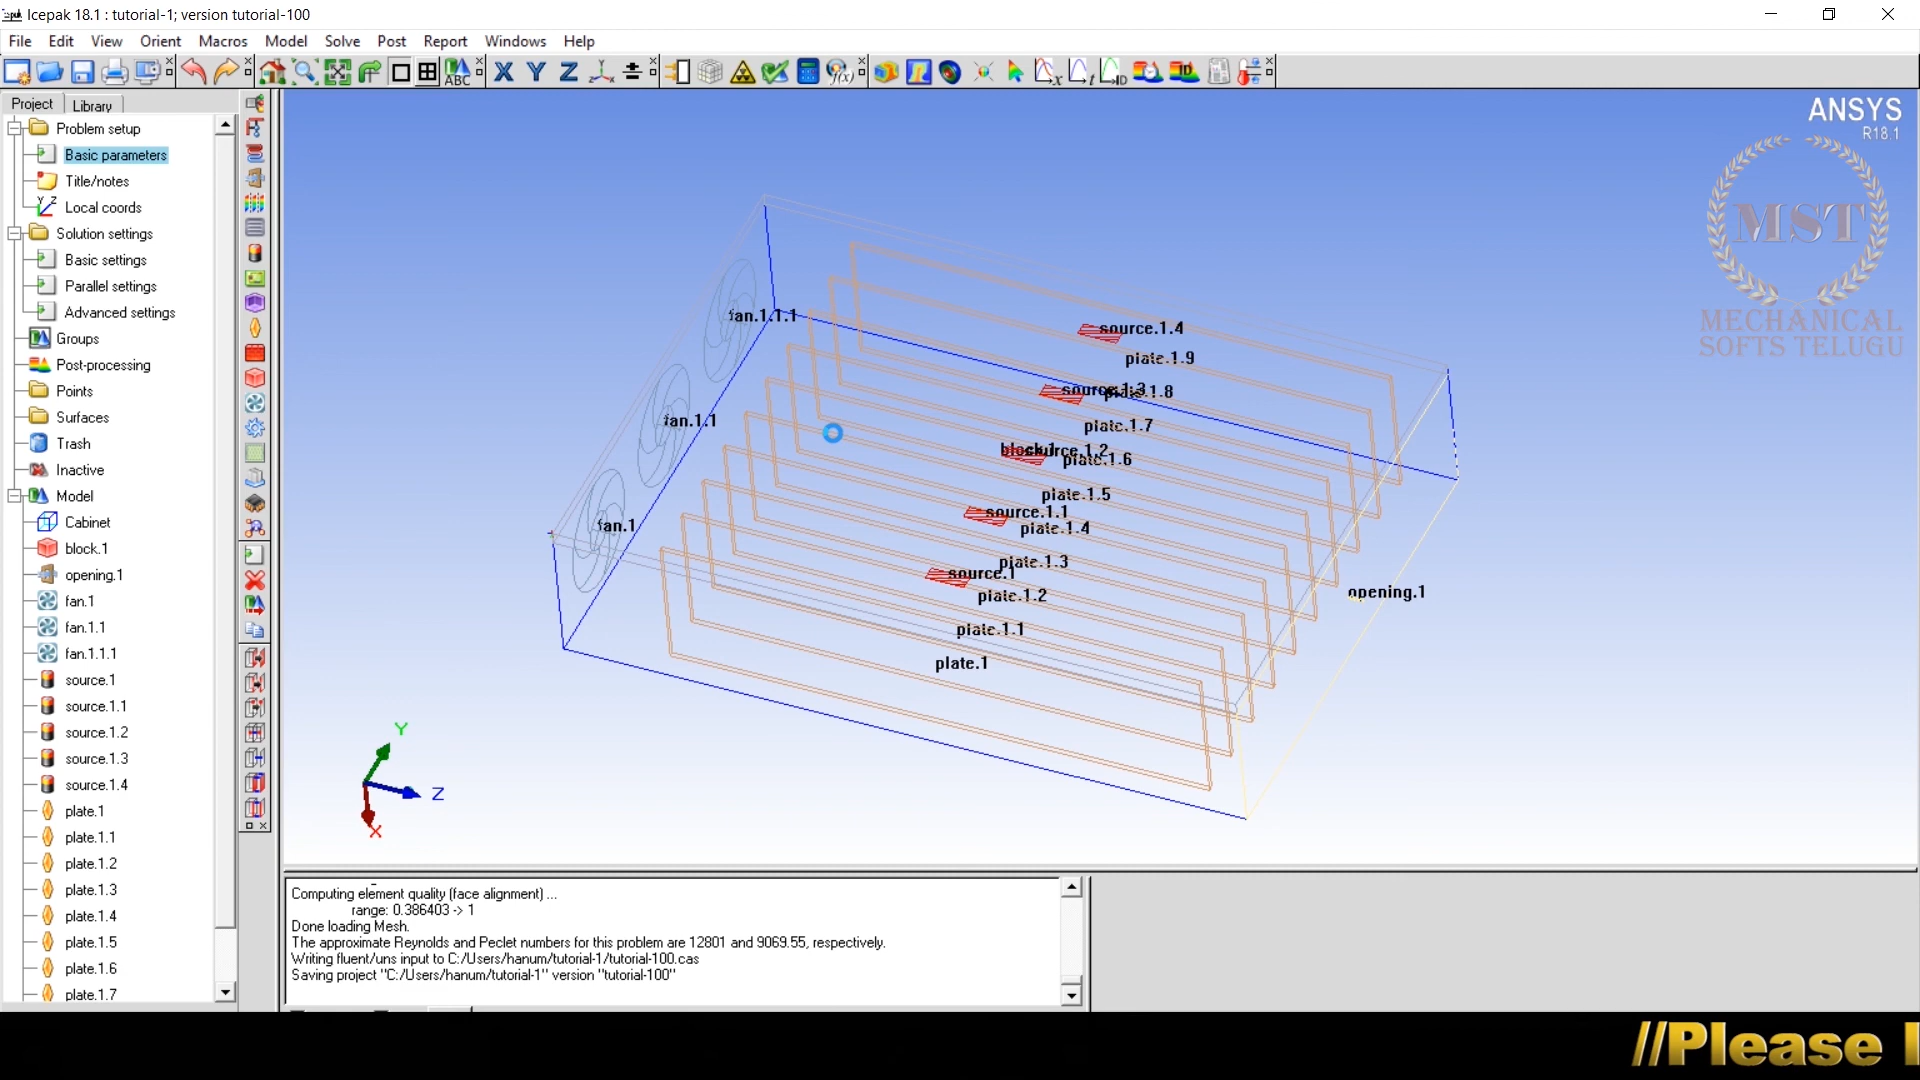 Icepak 18.1 : tutorial-1; version tutorial-100
File Edit View Orient Macros Model Solve Post Report Windows Help
ABC X Y Z f(x)
Project Library
Problem setup
Basic parameters
Title/notes
Local coords
Solution settings
Basic settings
Parallel settings
Advanced settings
Groups
Post-processing
Points
Surfaces
Trash
Inactive
Model
Cabinet
block.1
opening.1
fan.1
fan.1.1
fan.1.1.1
source.1
source.1.1
source.1.2
source.1.3
source.1.4
plate.1
plate.1.1
plate.1.2
plate.1.3
plate.1.4
plate.1.5
plate.1.6
plate.1.7
ANSYS
R18.1
MST
MECHANICAL
SOFTS TELUGU
fan.1.1.1
source.1.4
plate.1.9
source.1.3
plate.1.8
fan.1.1
plate.1.7
block.1
source.1.2
plate.1.6
plate.1.5
source.1.1
fan.1
plate.1.4
plate.1.3
source.1
opening.1
plate.1.2
plate.1.1
plate.1
Y
Z
X
Computing element quality (face alignment) ...
range: 0.386403 -> 1
Done loading Mesh.
The approximate Reynolds and Peclet numbers for this problem are 12801 and 9069.55, respectively.
Writing fluent/uns input to C:/Users/hanum/tutorial-1/tutorial-100.cas
Saving project "C:/Users/hanum/tutorial-1" version "tutorial-100"
//Please